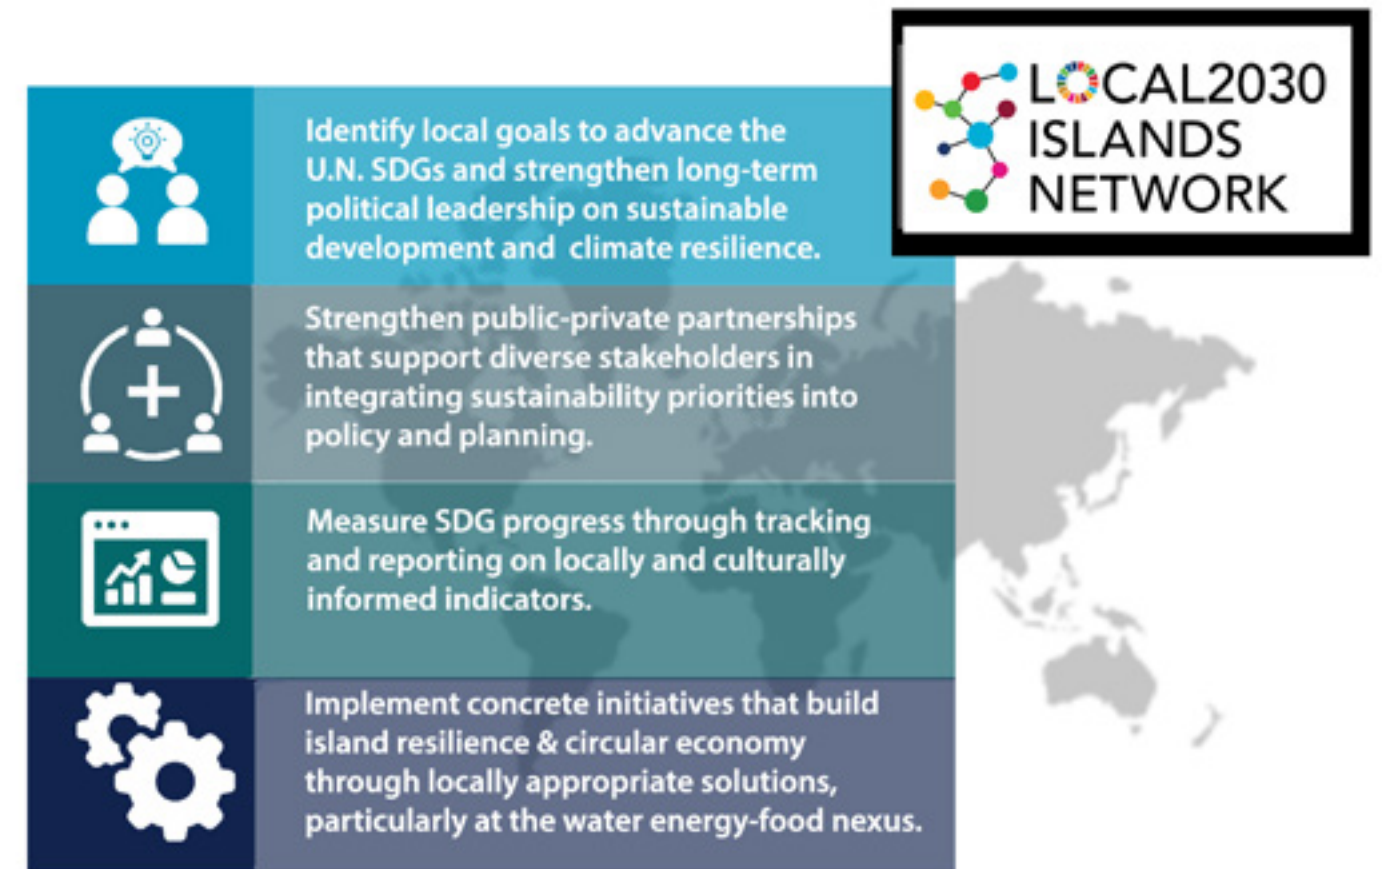 LOCAL2030
ISLANDS
NETWORK
Identify local goals to advance the
U.N. SDGs and strengthen long-term
political leadership on sustainable
development and climate resilience.
Strengthen public-private partnerships
that support diverse stakeholders in
integrating sustainability priorities into
policy and planning.
Measure SDG progress through tracking
and reporting on locally and culturally
informed indicators.
Implement concrete initiatives that build
island resilience & circular economy
through locally appropriate solutions,
particularly at the water energy-food nexus.